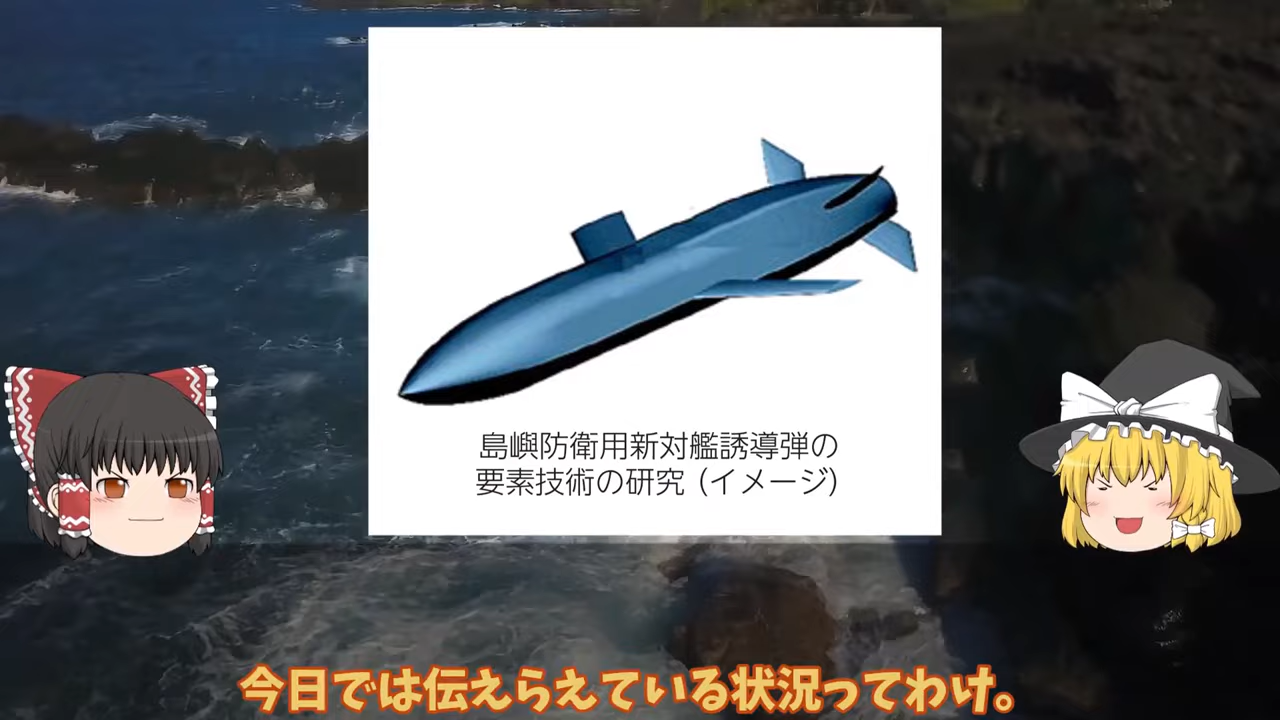 島嶼防衛用新対艦誘導弾の
要素技術の研究 (イメージ)
今日では伝えらえている状況ってわけ。